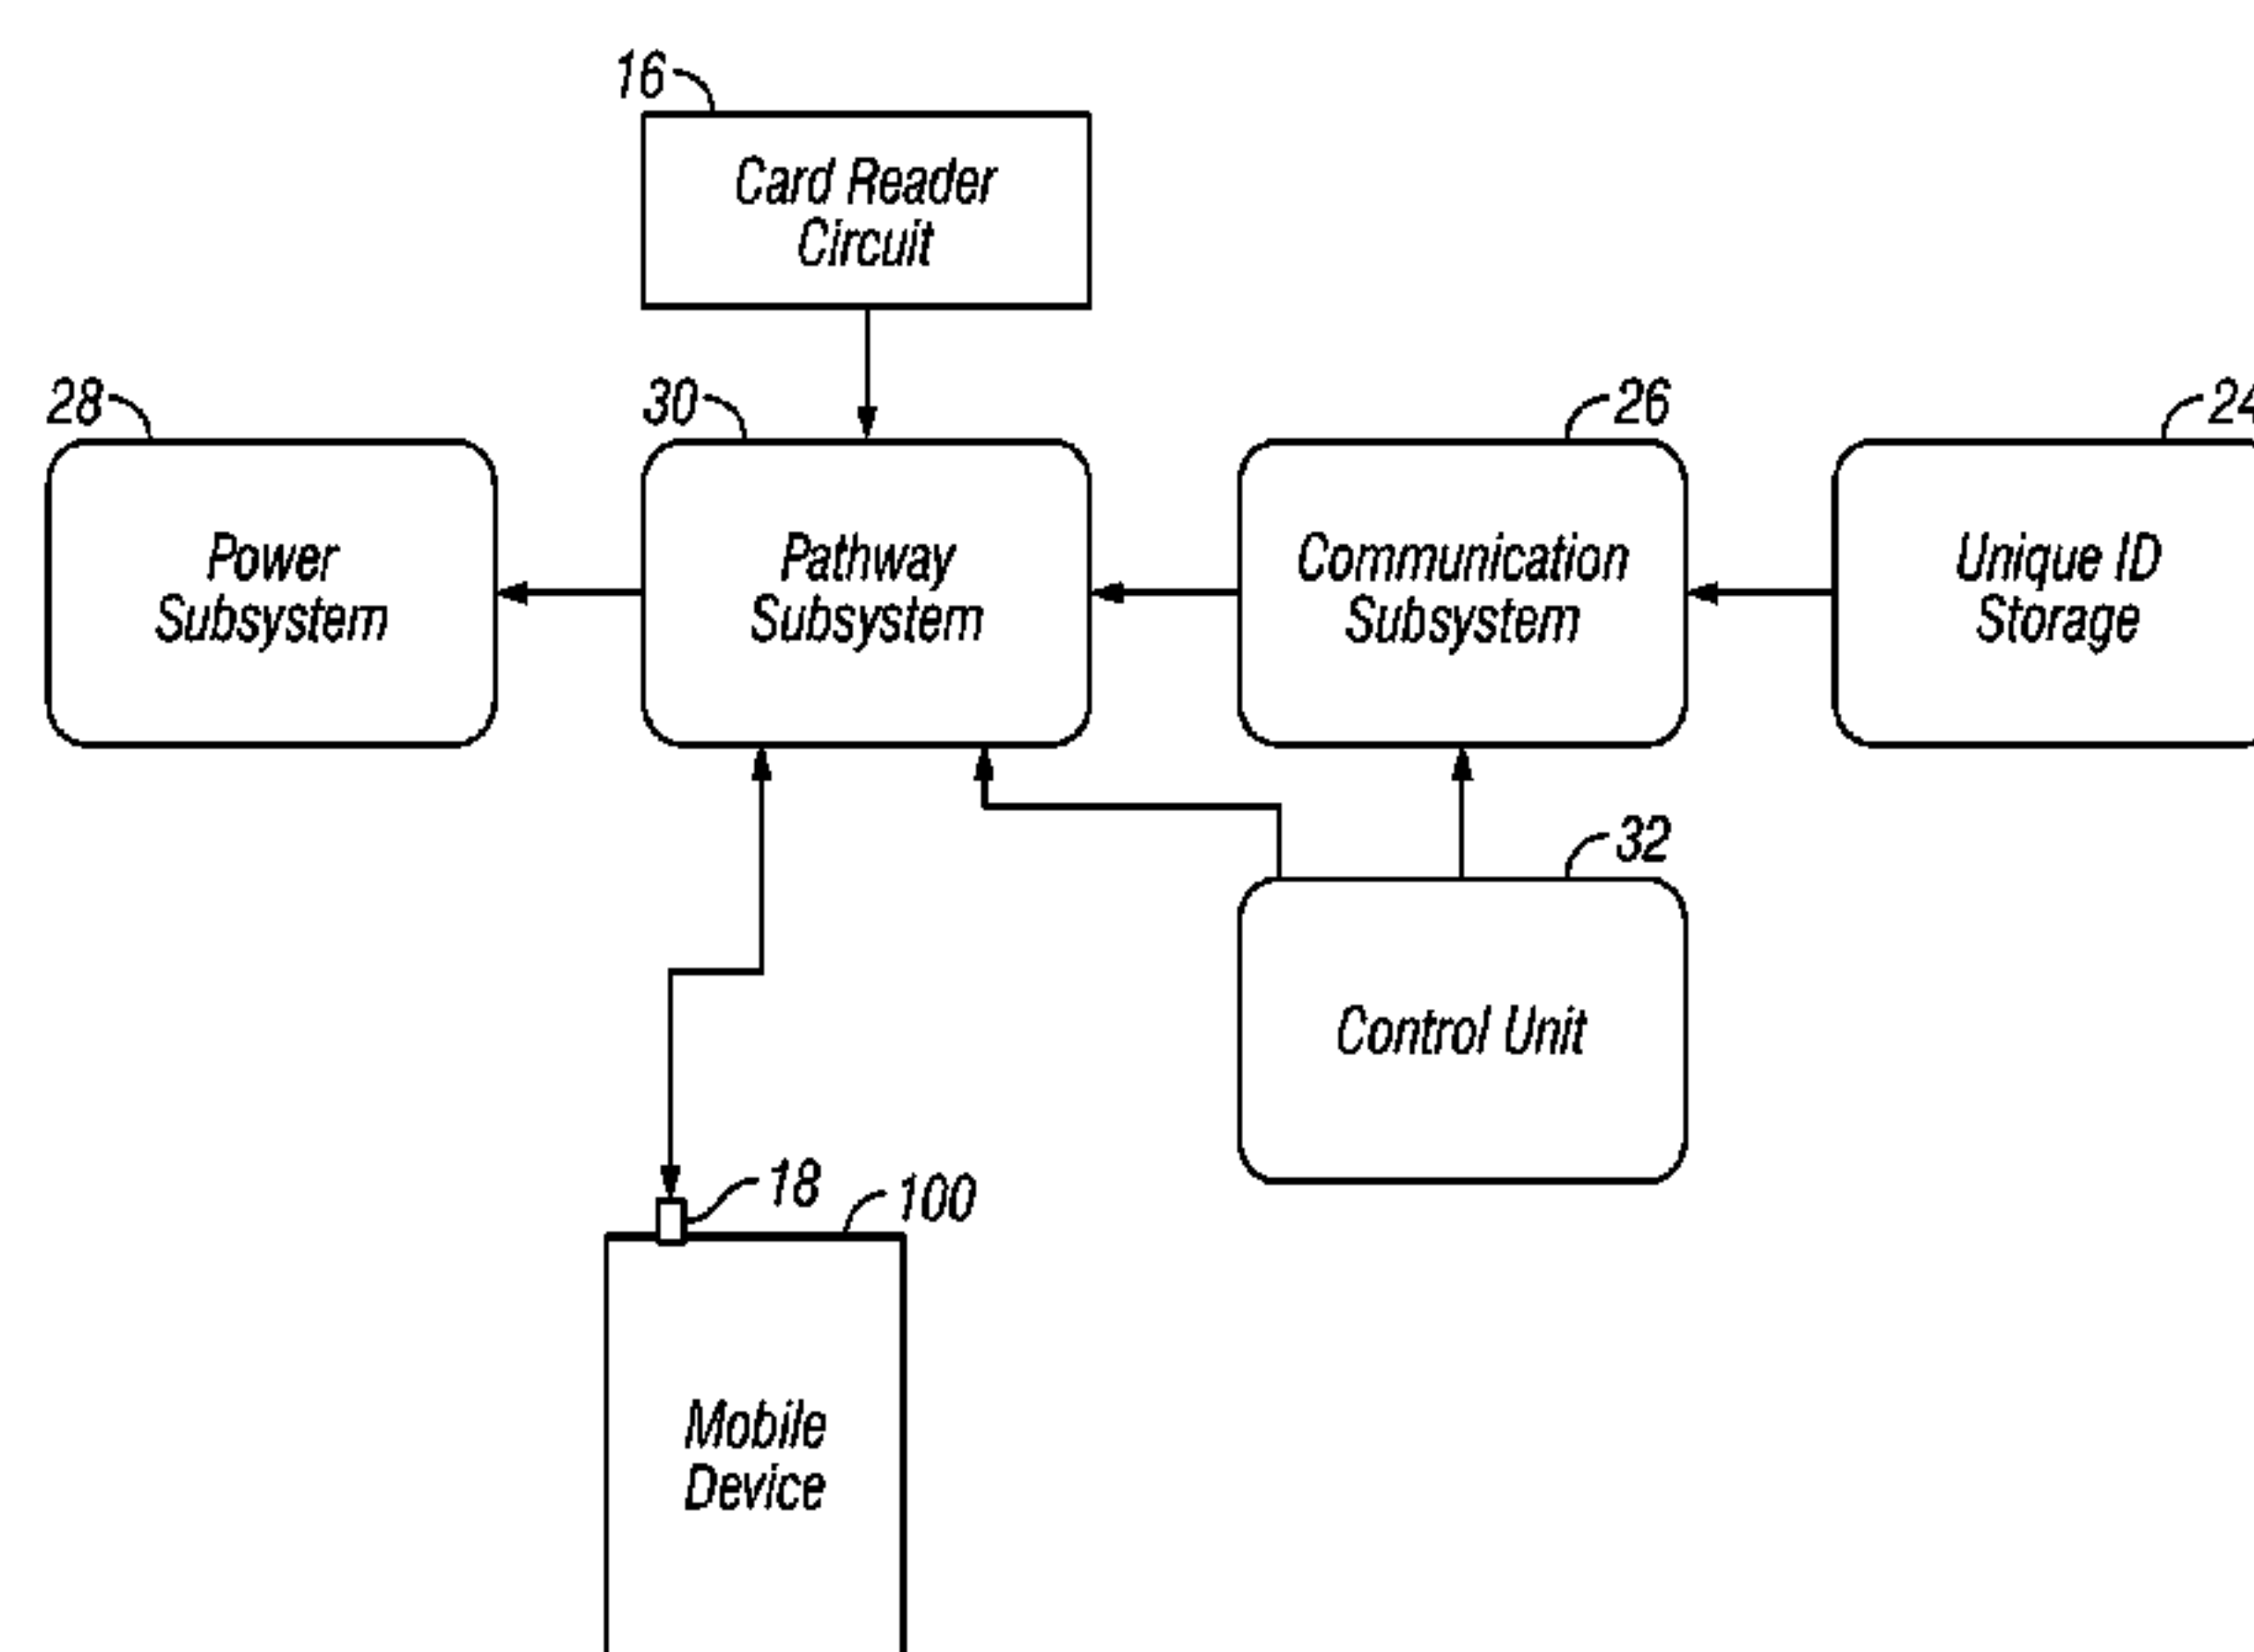 16
Card Reader
Circuit
28
30
26
24
Power
Subsystem
Pathway
Subsystem
Communication
Subsystem
Unique ID
Storage
32
Control Unit
18
100
Mobile
Device